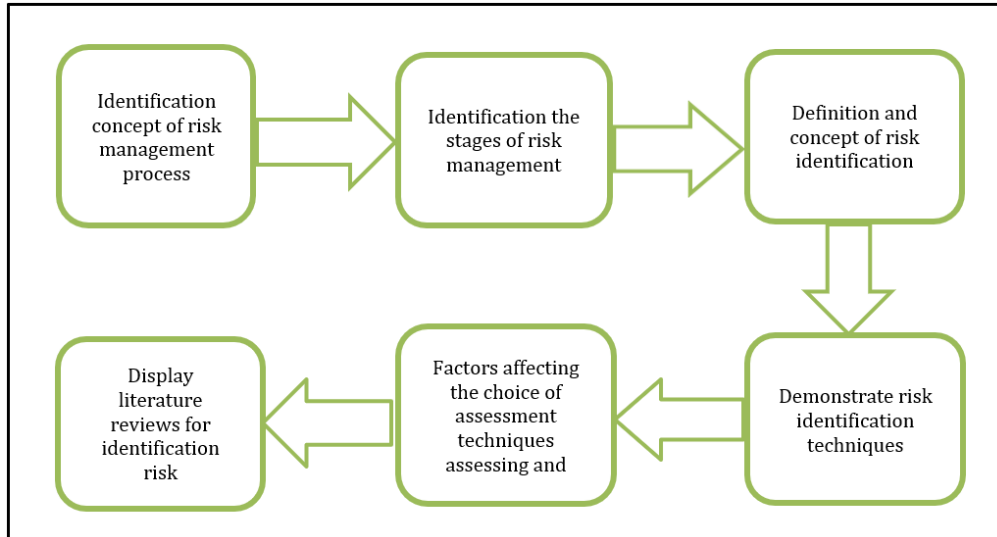 Identification
concept of risk
management
process
Identification the
stages of risk
management
Definition and
concept of risk
identification
Demonstrate risk
identification
techniques
Factors affecting
the choice of
assessment
techniques
assessing and
Display
literature
reviews for
identification
risk